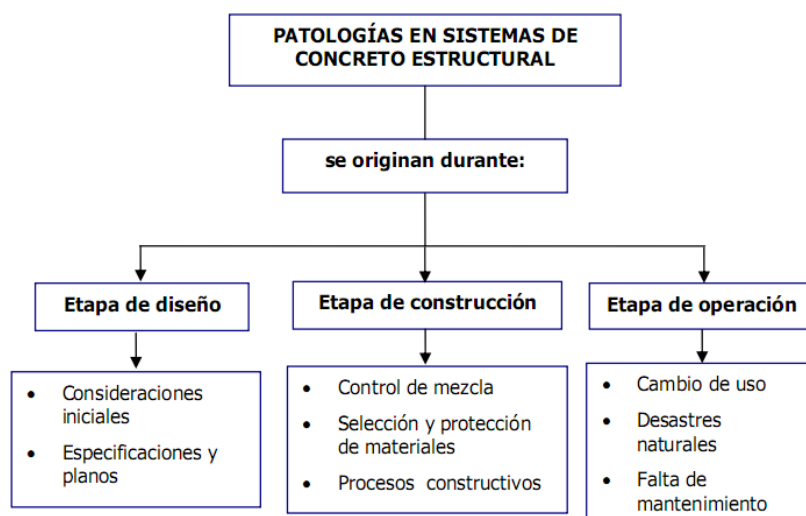 PATOLOGÍAS EN SISTEMAS DE
CONCRETO ESTRUCTURAL
se originan durante:
Etapa de diseño
• Consideraciones
iniciales
• Especificaciones y
planos
Etapa de construcción
• Control de mezcla
• Selección y protección
de materiales
• Procesos constructivos
Etapa de operación
• Cambio de uso
• Desastres
naturales
• Falta de
mantenimiento